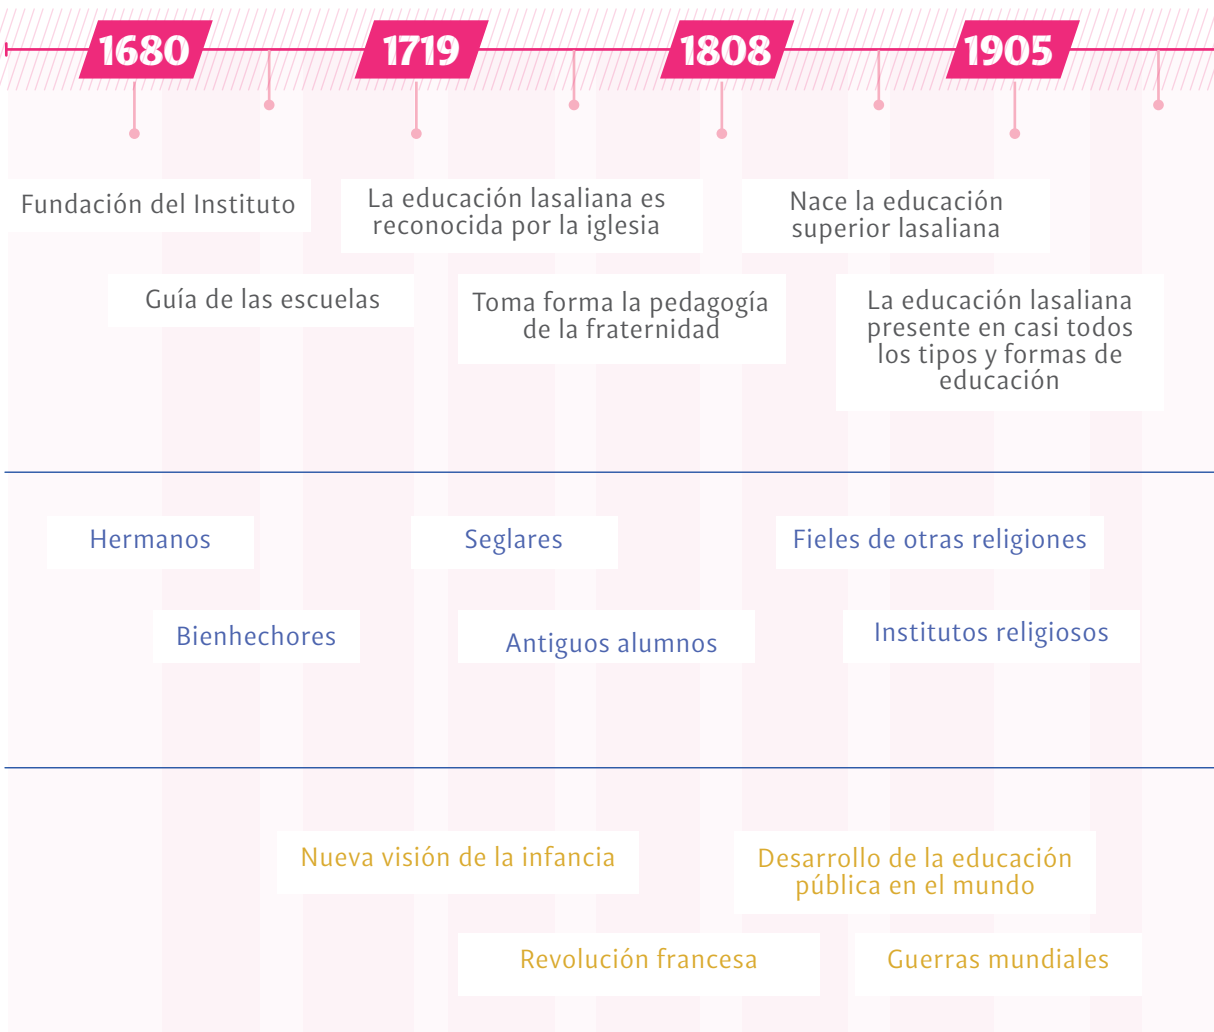 1680
1719
1808
1905
Fundación del Instituto
La educación lasaliana es
reconocida por la iglesia
Nace la educación
superior lasaliana
Guía de las escuelas
Toma forma la pedagogía
de la fraternidad
La educación lasaliana
presente en casi todos
los tipos y formas de
educación
Hermanos
Seglares
Fieles de otras religiones
Bienhechores
Antiguos alumnos
Institutos religiosos
Nueva visión de la infancia
Desarrollo de la educación
pública en el mundo
Revolución francesa
Guerras mundiales